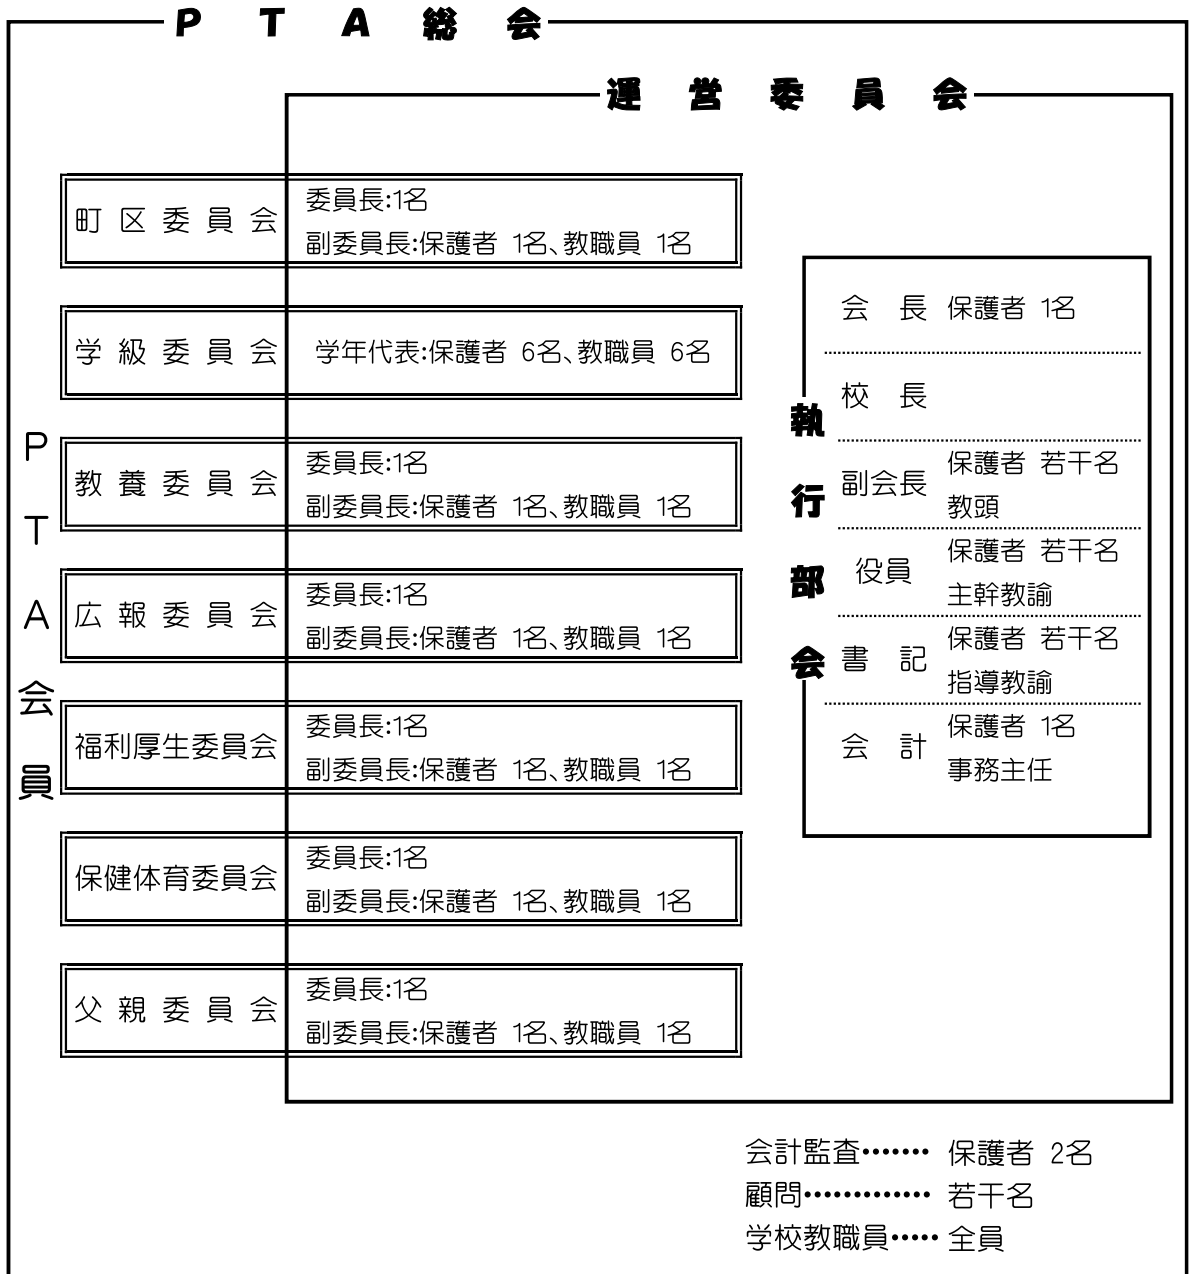 PTA総会
運営委員会
PTA会員
町区委員会
委員長:1名
副委員長:保護者 1名、教職員 1名
学級委員会
学年代表:保護者 6名、教職員 6名
教養委員会
委員長:1名
副委員長:保護者 1名、教職員 1名
広報委員会
委員長:1名
副委員長:保護者 1名、教職員 1名
福利厚生委員会
委員長:1名
副委員長:保護者 1名、教職員 1名
保健体育委員会
委員長:1名
副委員長:保護者 1名、教職員 1名
父親委員会
委員長:1名
副委員長:保護者 1名、教職員 1名
執行部会
会 長 保護者 1名
校 長
副会長 保護者 若干名
教頭
役員 保護者 若干名
主幹教諭
書 記 保護者 若干名
指導教諭
会 計 保護者 1名
事務主任
会計監査・・・・・・・ 保護者 2名
顧問・・・・・・・・・・・・・ 若干名
学校教職員・・・・・ 全員